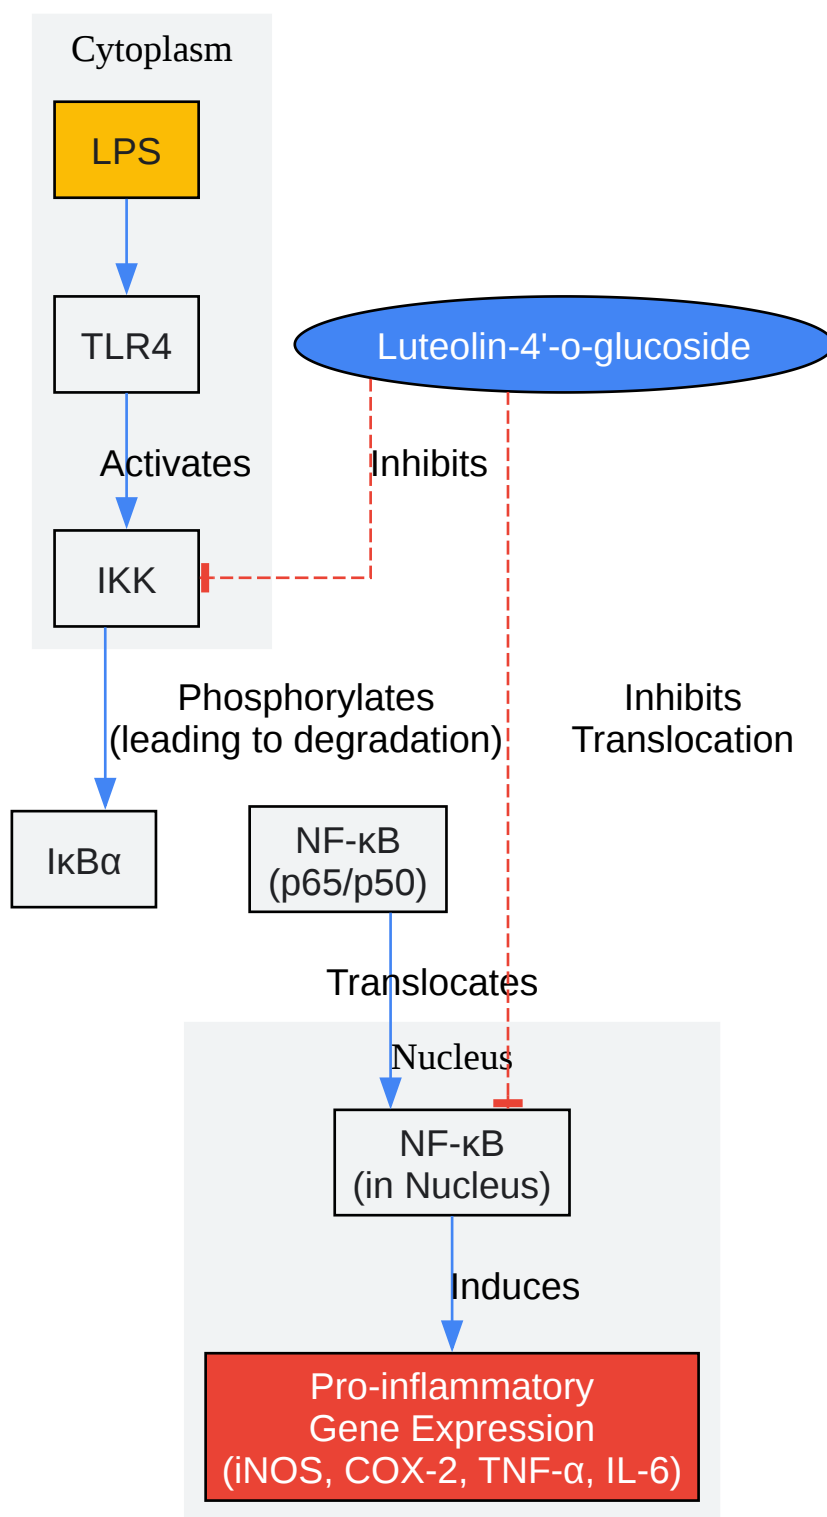 Cytoplasm
LPS
TLR4
Luteolin-4'-o-glucoside
Activates
Inhibits
IKK
Phosphorylates
(leading to degradation)
Inhibits
Translocation
IκBα
NF-κB
(p65/p50)
Translocates
Nucleus
NF-κB
(in Nucleus)
Induces
Pro-inflammatory
Gene Expression
(iNOS, COX-2, TNF-α, IL-6)